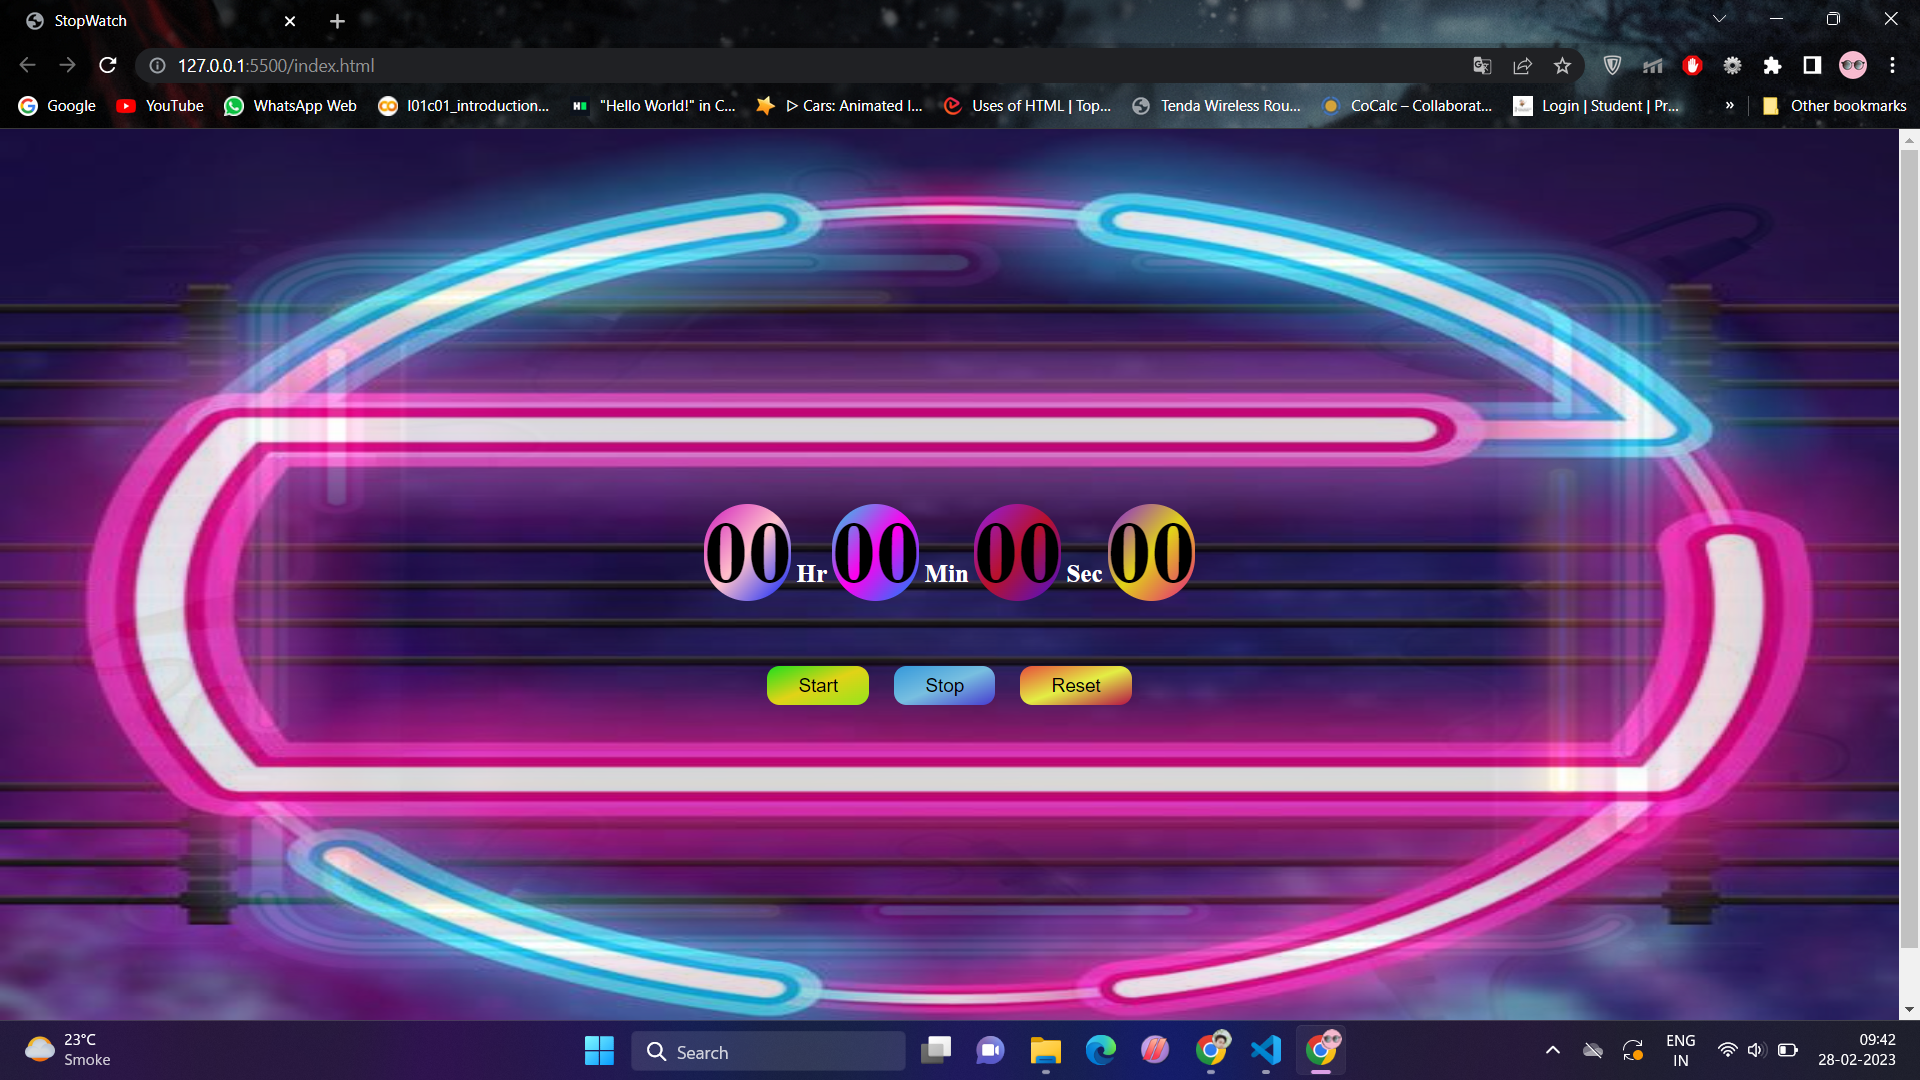 StopWatch
127.0.0.1:5500/index.html
Google YouTube WhatsApp Web l01c01_introduction... "Hello World!" in C... ▷ Cars: Animated I... Uses of HTML | Top... Tenda Wireless Rou... CoCalc – Collaborat... Login | Student | Pr... » Other bookmarks
00 Hr 00 Min 00 Sec 00
Start Stop Reset
23°C
Smoke
Search
ENG
IN
09:42
28-02-2023